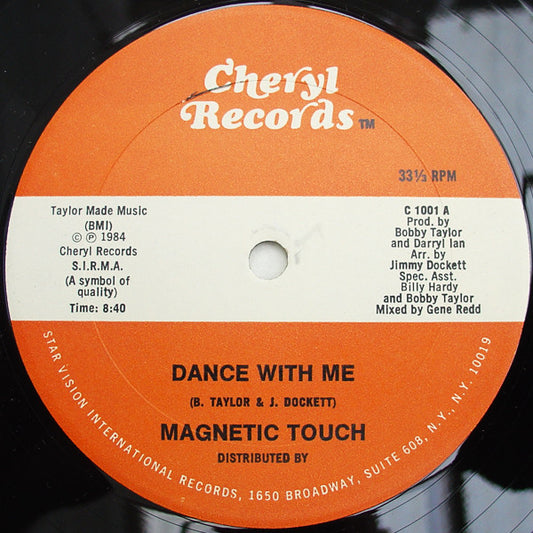 Cheryl
Records™
33⅓ RPM
Taylor Made Music
(BMI)
© ℗ 1984
Cheryl Records
S.I.R.M.A.
(A symbol of
quality)
Time: 8:40
C 1001 A
Prod. by
Bobby Taylor
and Darryl Ian
Arr. by
Jimmy Dockett
Spec. Asst.
Billy Hardy
and Bobby Taylor
Mixed by Gene Redd
DANCE WITH ME
(B. TAYLOR & J. DOCKETT)
MAGNETIC TOUCH
DISTRIBUTED BY
STAR VISION INTERNATIONAL RECORDS, 1650 BROADWAY, SUITE 608, N.Y., N.Y. 10019